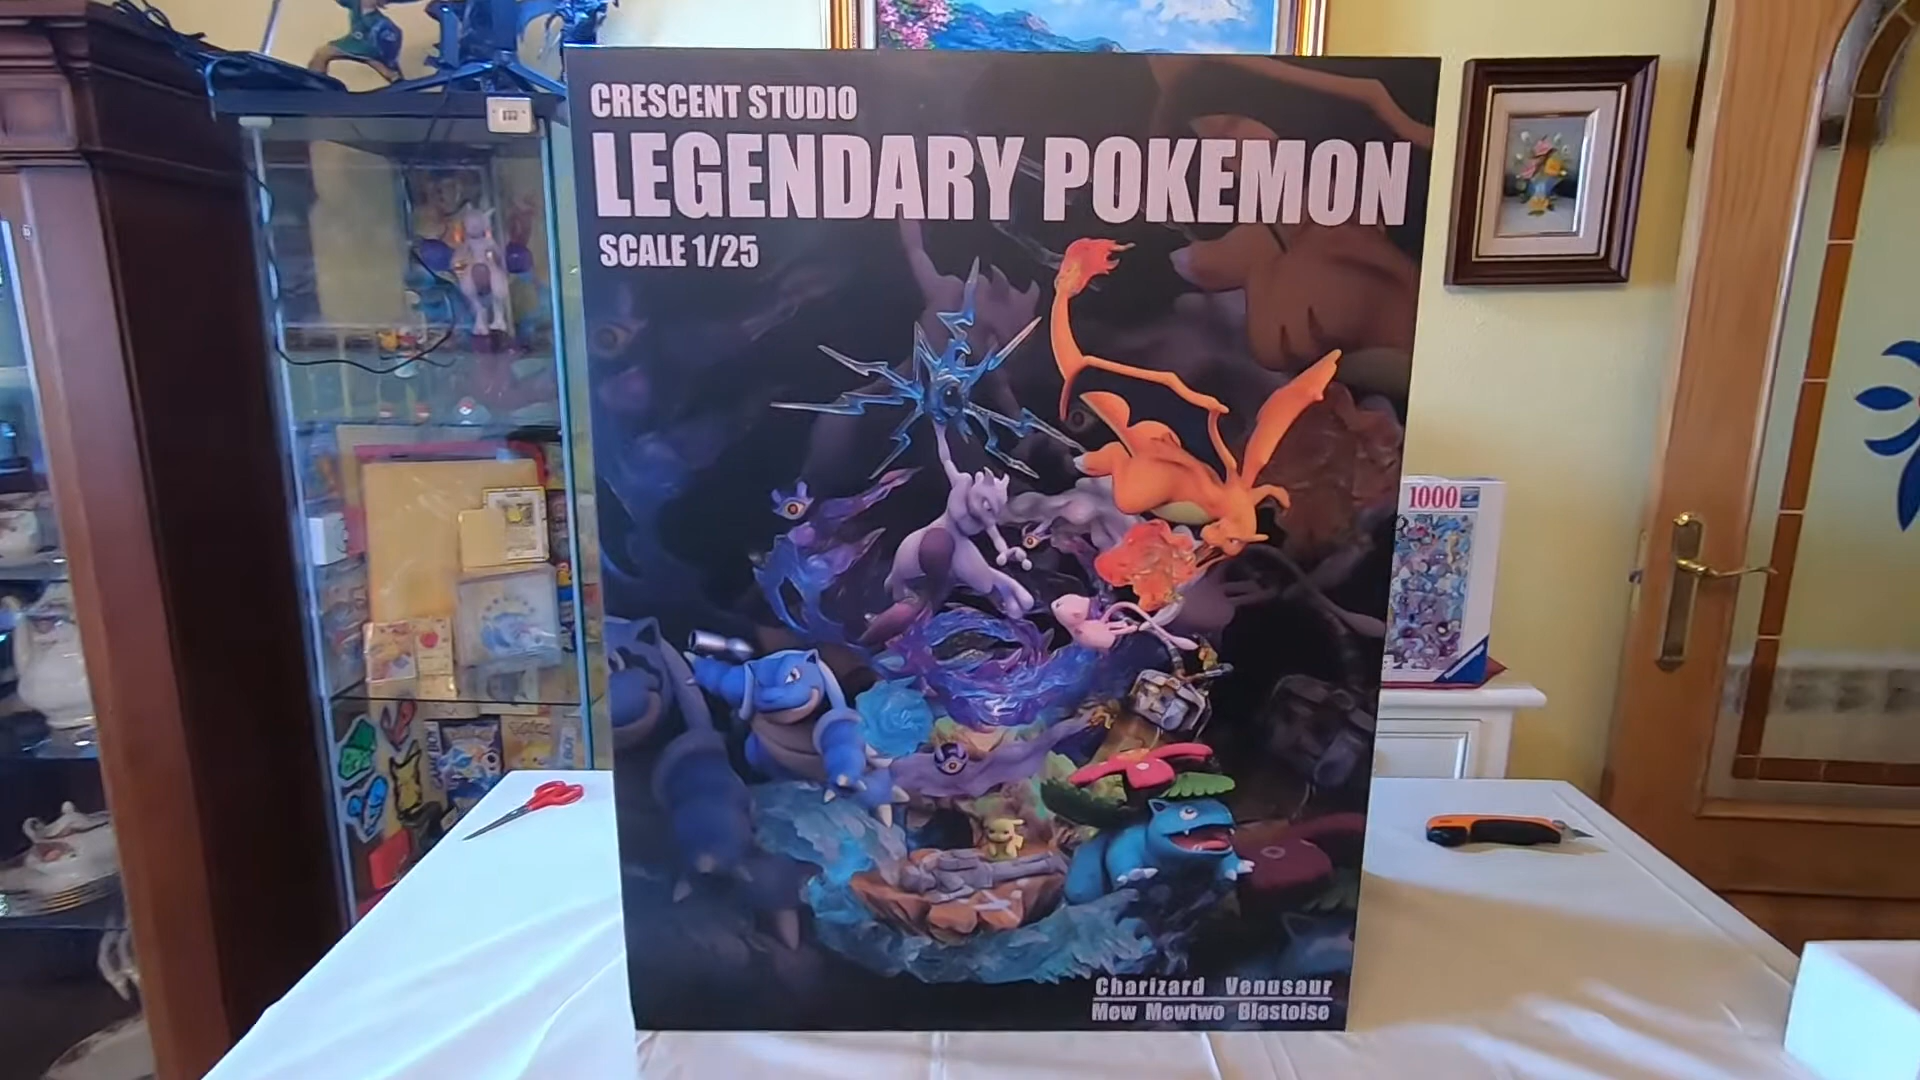 CRESCENT STUDIO
LEGENDARY POKEMON
SCALE 1/25
Charizard Venusaur
Mew Mewtwo Blastoise
1000